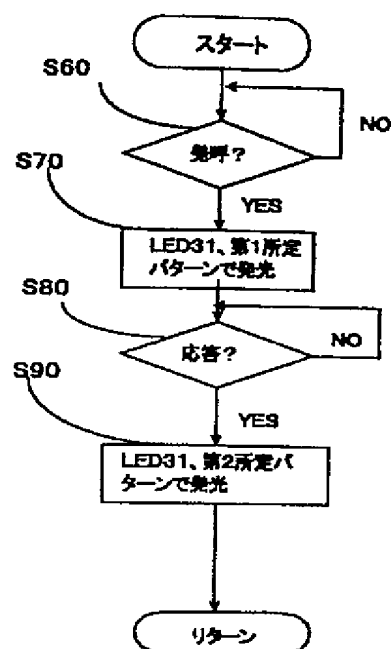 スタート
S60
NO
発呼?
S70
YES
LED31、第1所定
パターンで発光
S80
NO
応答?
S90
YES
LED31、第2所定パ
ターンで発光
リターン